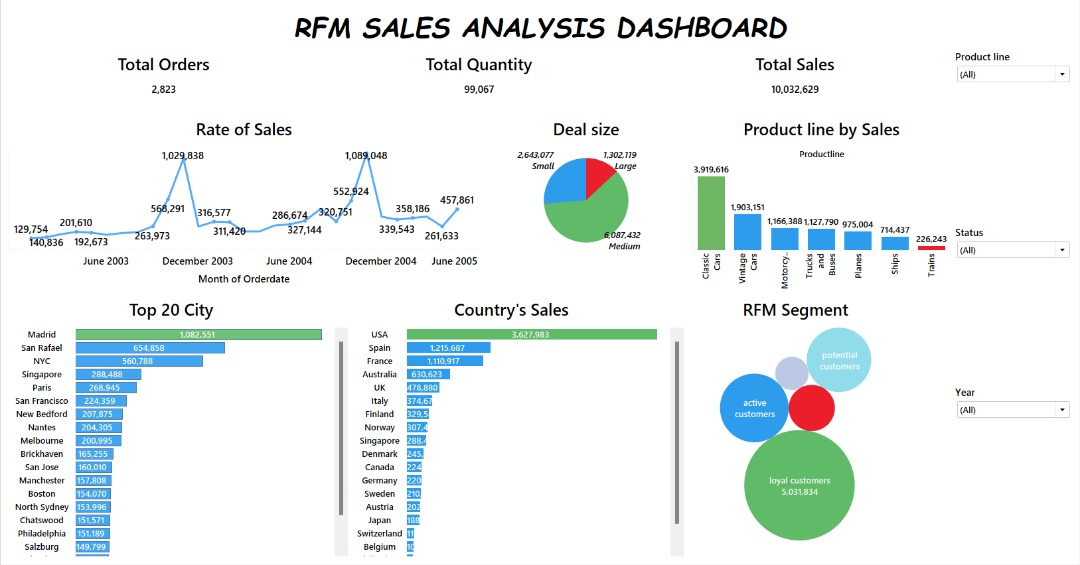 RFM SALES ANALYSIS DASHBOARD
Total Orders
2,823
Total Quantity
99,067
Total Sales
10,032,629
Product line
(All)
Rate of Sales
129,754
140,836
201,610
192,673
263,973
568,291
1,029,838
316,577
311,420
286,674
327,144
320,751
552,924
1,089,048
339,543
358,186
261,633
457,861
June 2003
December 2003
June 2004
December 2004
June 2005
Month of Orderdate
Deal size
2,643,077
Small
1,302,119
Large
6,087,432
Medium
Product line by Sales
Productline
3,919,616
1,903,151
1,166,388
1,127,790
975,004
714,437
226,243
Classic
Cars
Vintage
Cars
Motorcy..
Trucks
and
Buses
Planes
Ships
Trains
Status
(All)
Top 20 City
Madrid 1,082,551
San Rafael 654,858
NYC 560,788
Singapore 288,488
Paris 268,945
San Francisco 224,359
New Bedford 207,875
Nantes 204,305
Melbourne 200,995
Brickhaven 165,255
San Jose 160,010
Manchester 157,808
Boston 154,070
North Sydney 153,996
Chatswood 151,571
Philadelphia 151,189
Salzburg 149,799
Country's Sales
USA 3,627,983
Spain 1,215,687
France 1,110,917
Australia 630,623
UK 478,880
Italy 374,67
Finland 329,5
Norway 307,4
Singapore 288,4
Denmark 245,
Canada 224
Germany 220
Sweden 210
Austria 202
Japan 188
Switzerland 11
Belgium 10
RFM Segment
potential
customers
active
customers
loyal customers
5,031,834
Year
(All)